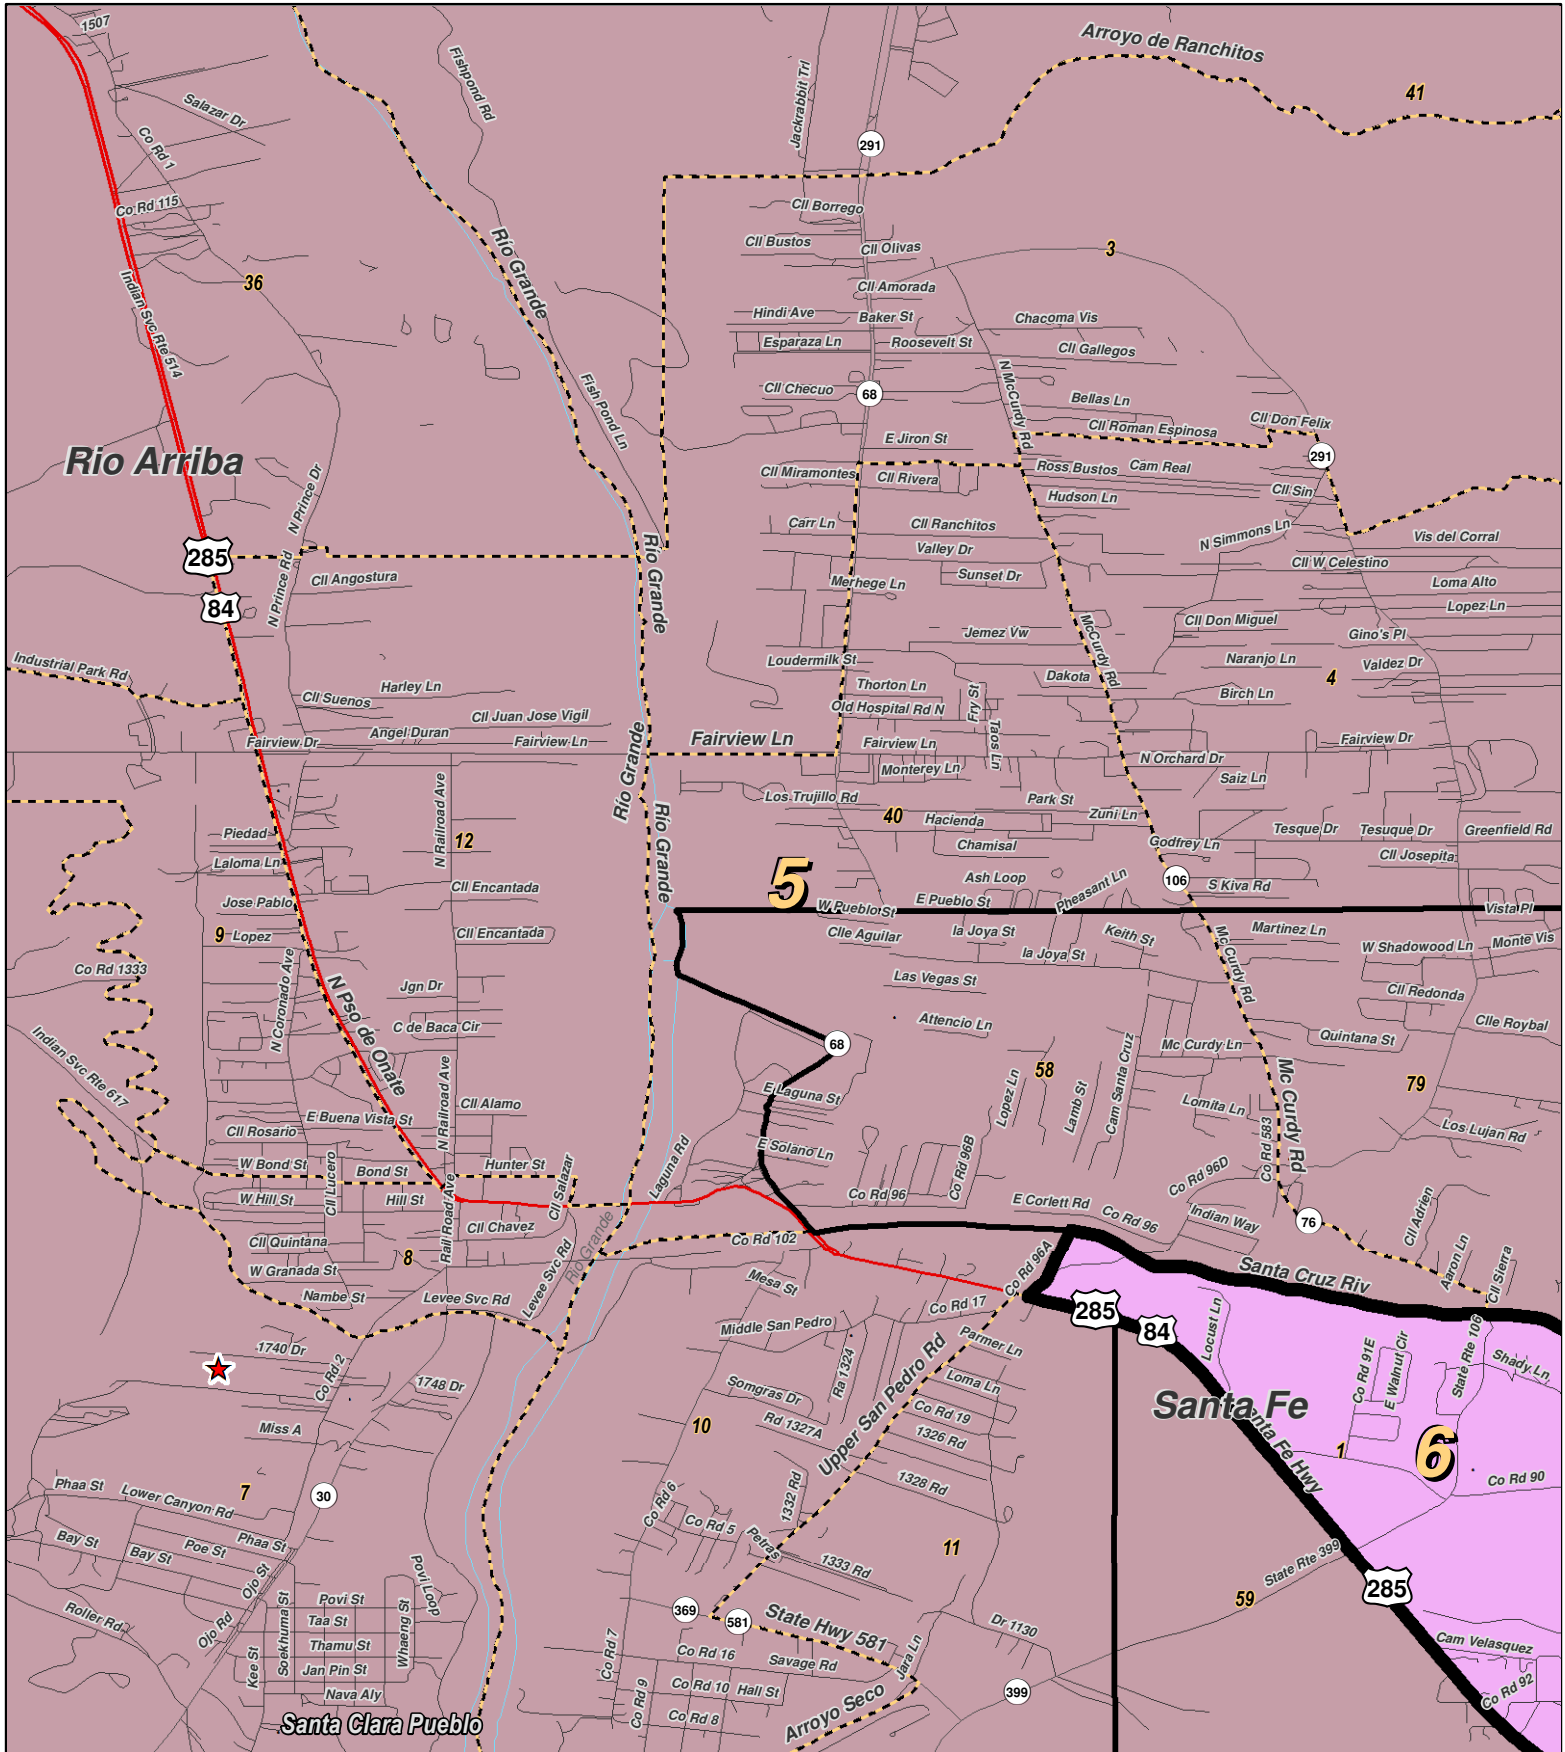 1507
Arroyo de Ranchitos
Fishpond Rd
Salazar Dr
Jackrabbit Trl
41
Co Rd 1
291
Co Rd 115
Cll Borrego
Cll Bustos
Cll Olivas
3
Rio Grande
36
Cll Amorada
Indian Svc Rte 514
Hindi Ave
Baker St
Chacoma Vis
Esparaza Ln
Roosevelt St
Cll Gallegos
Fish Pond Ln
Cll Checuo
68
N McCurdy Rd
Bellas Ln
Cll Don Felix
Cll Roman Espinosa
E Jiron St
Rio Arriba
291
Cll Miramontes
Cll Rivera
Ross Bustos
Cam Real
Hudson Ln
Cll Sin
N Prince Dr
Carr Ln
Cll Ranchitos
N Simmons Ln
Vis del Corral
285
Valley Dr
Cll W Celestino
Rio Grande
N Prince Rd
Cll Angostura
Merhege Ln
Sunset Dr
Loma Alto
84
Lopez Ln
Cll Don Miguel
Jemez Vw
Gino's Pl
McCurdy Rd
Industrial Park Rd
Loudermilk St
Naranjo Ln
Valdez Dr
Dakota
4
Harley Ln
Thorton Ln
Birch Ln
Cll Suenos
Fry St
Old Hospital Rd N
Cll Juan Jose Vigil
Taos Ln
Angel Duran
Fairview Dr
Fairview Ln
Fairview Ln
Fairview Ln
Fairview Dr
N Orchard Dr
Rio Grande
Monterey Ln
Saiz Ln
N Railroad Ave
Los Trujillo Rd
Park St
40
Hacienda
Zuni Ln
Piedad
12
Tesque Dr
Tesuque Dr
Greenfield Rd
Rio Grande
Chamisal
Godfrey Ln
Laloma Ln
Cll Josepita
5
Ash Loop
106
Cll Encantada
Pheasant Ln
S Kiva Rd
Jose Pablo
W Pueblo St
E Pueblo St
Vista Pl
9
Lopez
Cll Encantada
Clle Aguilar
la Joya St
Keith St
Martinez Ln
W Shadowood Ln
Monte Vis
la Joya St
Co Rd 1333
Mc Curdy Rd
N Coronado Ave
Jgn Dr
Las Vegas St
Cll Redonda
N Pso de Onate
C de Baca Cir
Attencio Ln
Clle Roybal
Quintana St
68
Mc Curdy Ln
Indian Svc Rte 617
58
79
Cam Santa Cruz
E Laguna St
Lopez Ln
Lamb St
Mc Curdy Rd
Cll Alamo
Lomita Ln
E Buena Vista St
N Railroad Ave
Cll Rosario
Los Lujan Rd
E Solano Ln
Co Rd 583
W Bond St
Bond St
Hunter St
Laguna Rd
Co Rd 96B
Co Rd 96D
Cll Lucero
Cll Salazar
W Hill St
Hill St
Co Rd 96
E Corlett Rd
Co Rd 96
Indian Way
Rail Road Ave
Cll Chavez
76
Cll Adrien
Cll Quintana
Co Rd 102
8
Rio Grande
Levee Svc Rd
W Granada St
Co Rd 96A
Aaron Ln
Cll Sierra
Mesa St
Santa Cruz Riv
Nambe St
Levee Svc Rd
Co Rd 17
285
84
Locust Ln
Middle San Pedro
Parmer Ln
State Rte 106
1740 Dr
Ra 1324
Upper San Pedro Rd
Co Rd 91E
E Walnut Cir
Shady Ln
Co Rd 2
1748 Dr
Somgras Dr
Loma Ln
Santa Fe
Miss A
10
Rd 1327A
Co Rd 19
1326 Rd
Santa Fe Hwy
1
6
7
Phaa St
Lower Canyon Rd
30
Co Rd 6
1332 Rd
1328 Rd
Co Rd 90
Bay St
Bay St
Poe St
Phaa St
Co Rd 5
Petras
11
1333 Rd
State Rte 399
285
Ojo St
Povi Loop
59
Roller Rd
Povi St
Soekhuma St
Taa St
369
581
State Hwy 581
Dr 1130
Ojo Rd
Whaeng St
Thamu St
Cam Velasquez
Co Rd 7
Co Rd 16
Savage Rd
Jara Ln
Kee St
Jan Pin St
Co Rd 10
Hall St
399
Co Rd 92
Nava Aly
Co Rd 9
Co Rd 8
Arroyo Seco
Santa Clara Pueblo